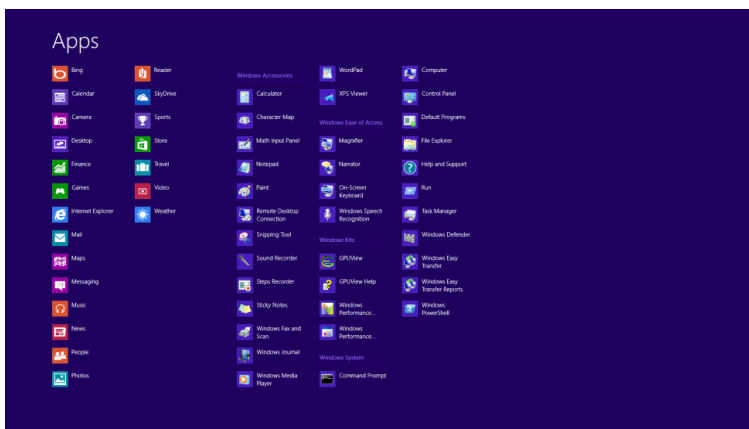 Apps
Bing
Calendar
Camera
Desktop
Finance
Games
Internet Explorer
Mail
Maps
Messaging
Music
News
People
Photos
Reader
SkyDrive
Sports
Store
Travel
Video
Weather
Windows Accessories
Calculator
Character Map
Math Input Panel
Notepad
Paint
Remote Desktop
Connection
Snipping Tool
Sound Recorder
Steps Recorder
Sticky Notes
Windows Fax and
Scan
Windows Journal
Windows Media
Player
WordPad
XPS Viewer
Windows Ease of Access
Magnifier
Narrator
On-Screen
Keyboard
Windows Speech
Recognition
Windows Kits
GPUView
GPUView Help
Windows
Performance...
Windows
Performance...
Windows System
Command Prompt
Computer
Control Panel
Default Programs
File Explorer
Help and Support
Run
Task Manager
Windows Defender
Windows Easy
Transfer
Windows Easy
Transfer Reports
Windows
PowerShell